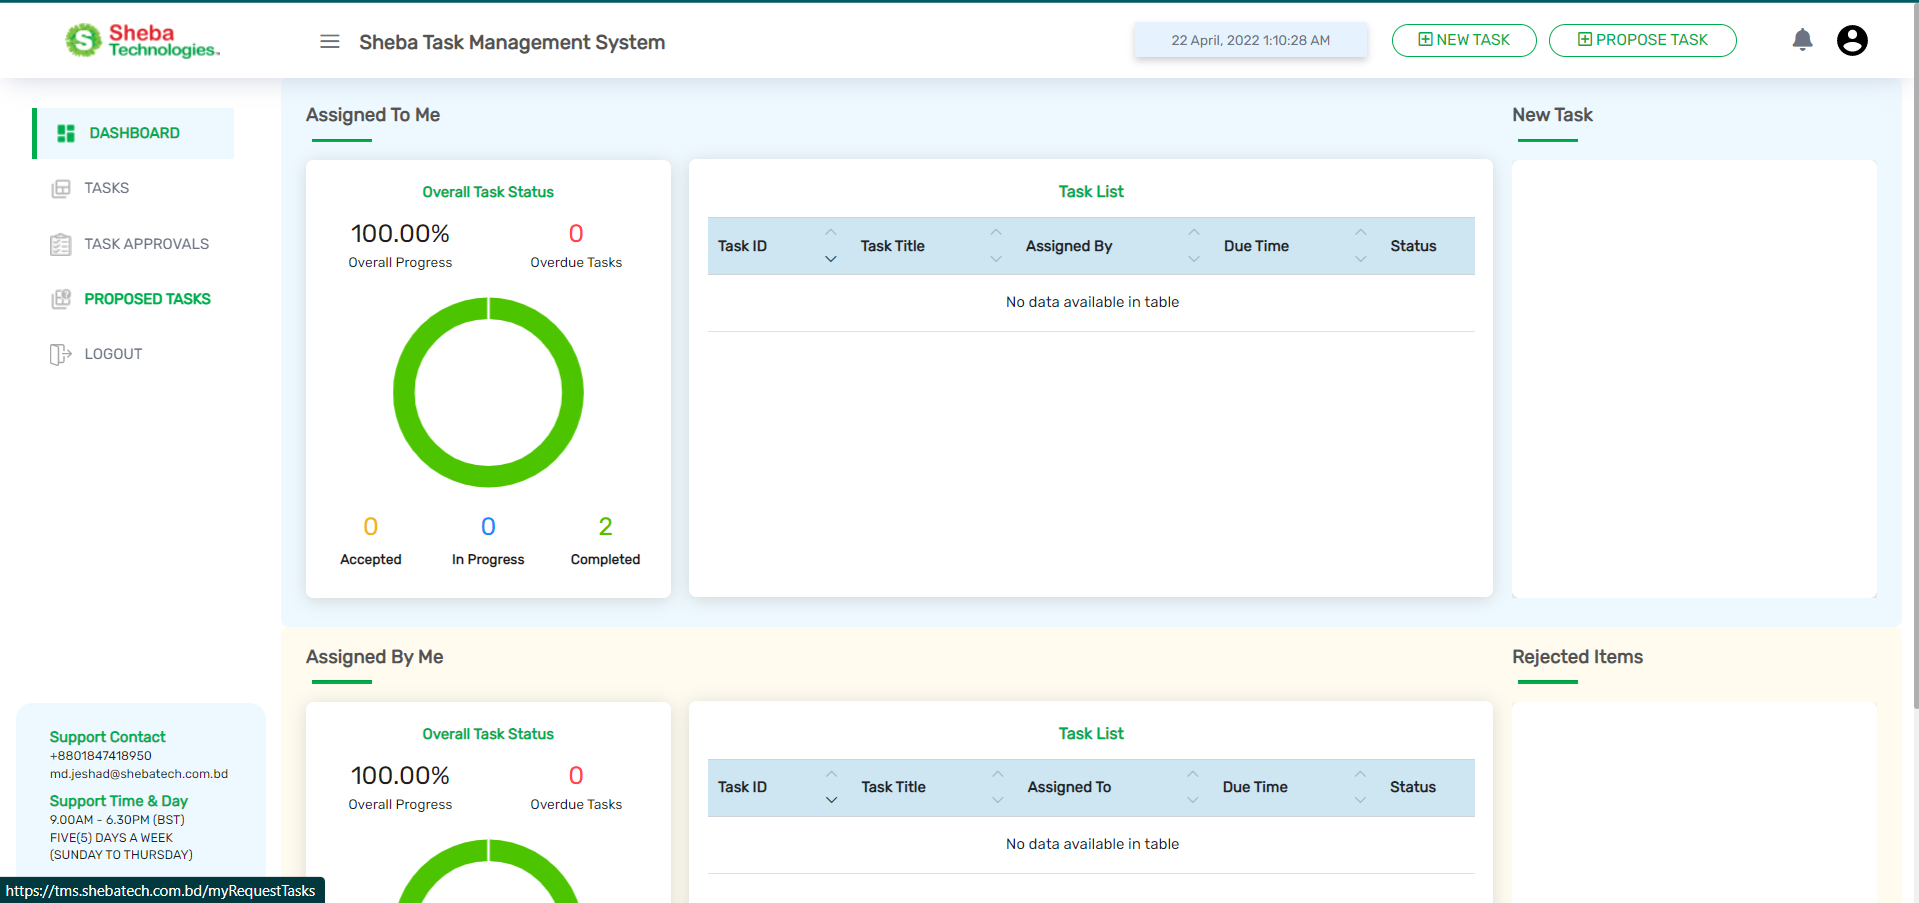 Sheba
Technologies
Sheba Task Management System
22 April, 2022 1:10:28 AM
NEW TASK
PROPOSE TASK
DASHBOARD
TASKS
TASK APPROVALS
PROPOSED TASKS
LOGOUT
Assigned To Me
Overall Task Status
100.00%
Overall Progress
0
Overdue Tasks
0
Accepted
0
In Progress
2
Completed
Task List
Task ID Task Title Assigned By Due Time Status
No data available in table
New Task
Assigned By Me
Overall Task Status
100.00%
Overall Progress
0
Overdue Tasks
Task List
Task ID Task Title Assigned To Due Time Status
No data available in table
Rejected Items
Support Contact
+8801847418950
md.jeshad@shebatech.com.bd
Support Time & Day
9.00AM - 6.30PM (BST)
FIVE(5) DAYS A WEEK
(SUNDAY TO THURSDAY)
https://tms.shebatech.com.bd/myRequestTasks